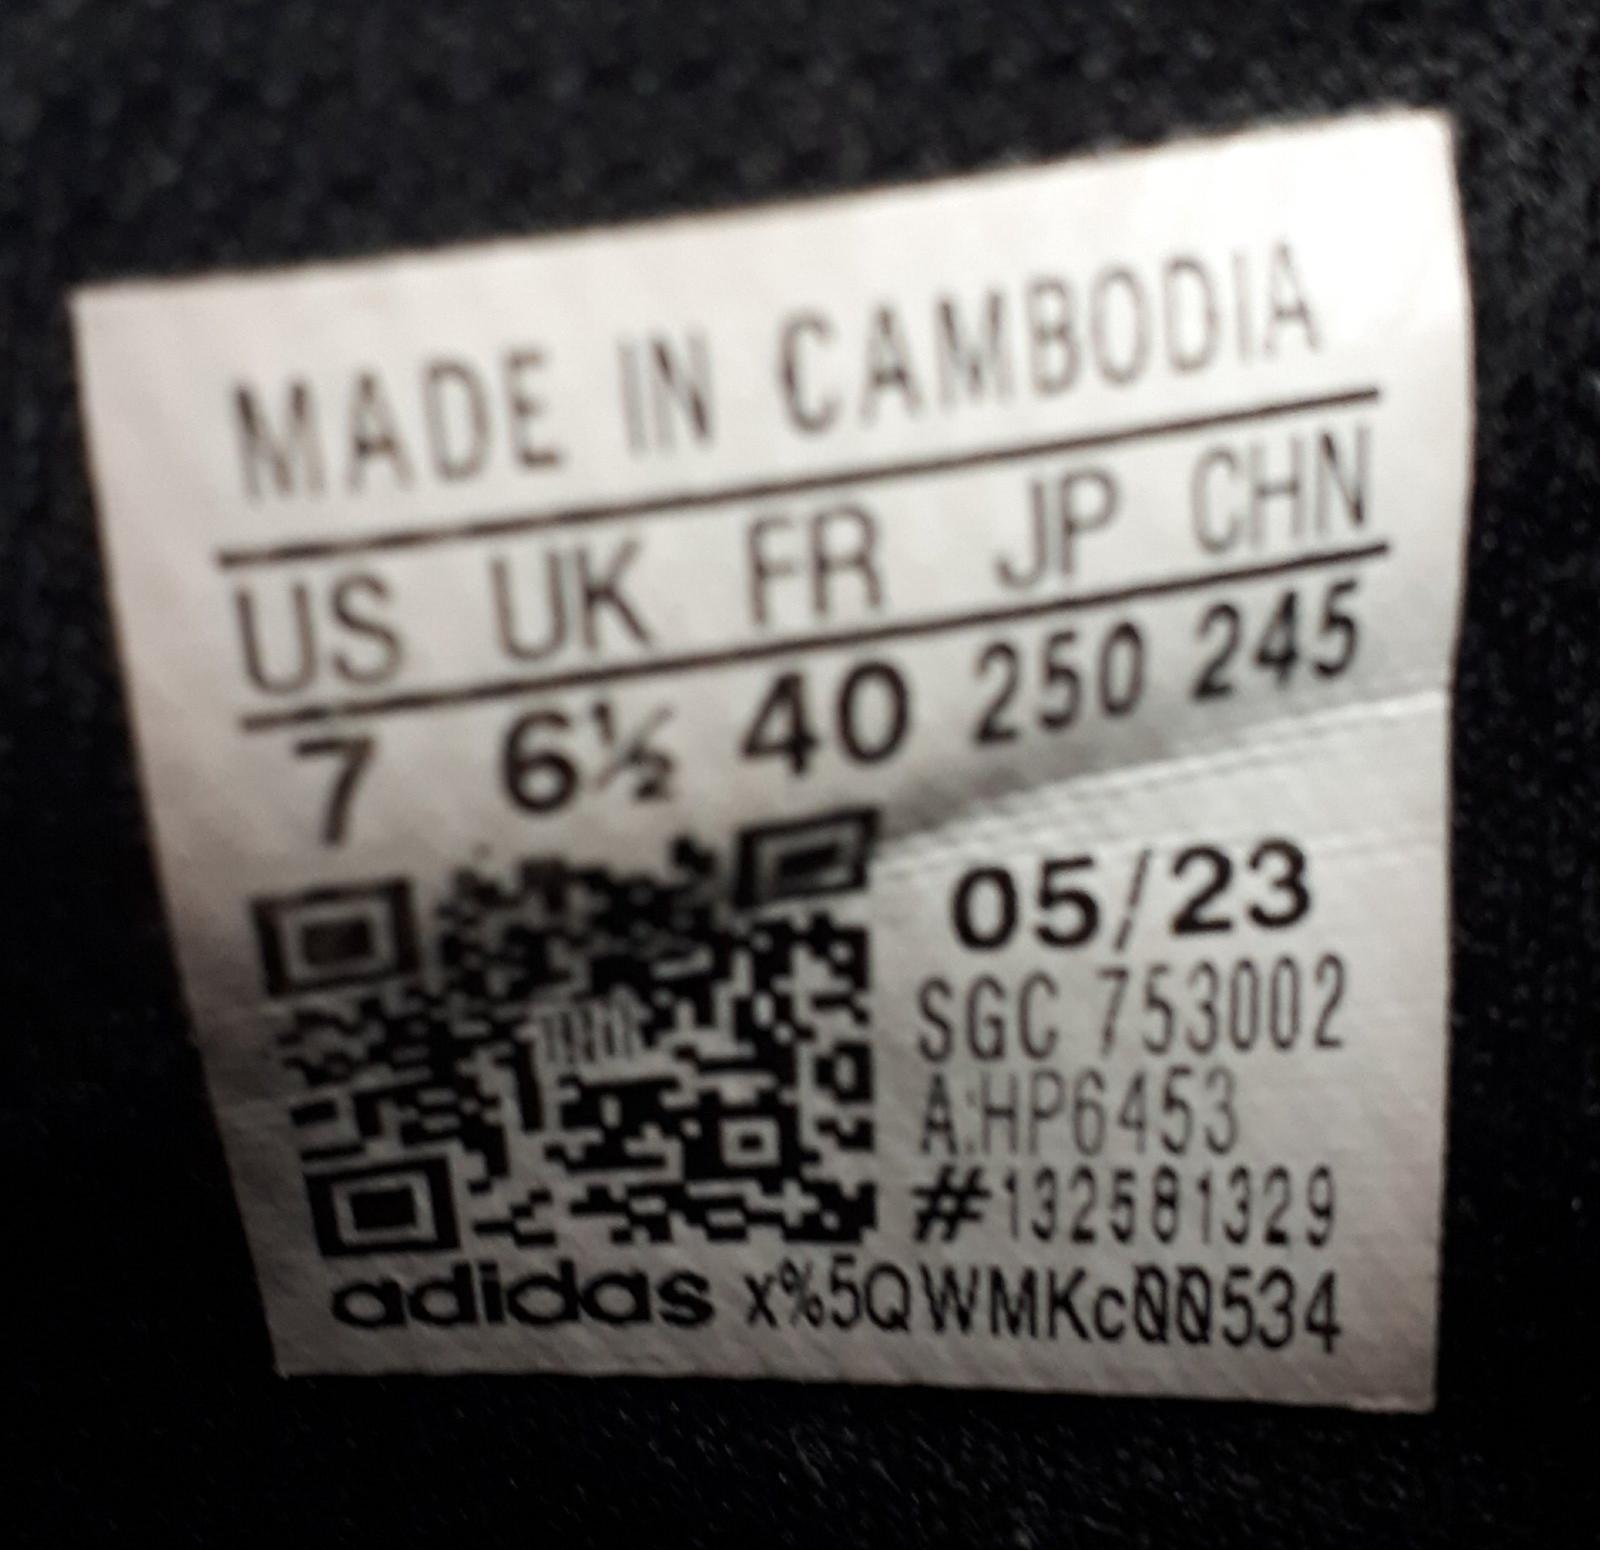 MADE IN CAMBODIA
US UK FR JP CHN
7 6½ 40 250 245
05/23
SGC 753002
A:HP6453
#132581329
adidas x%5QWMKc00534